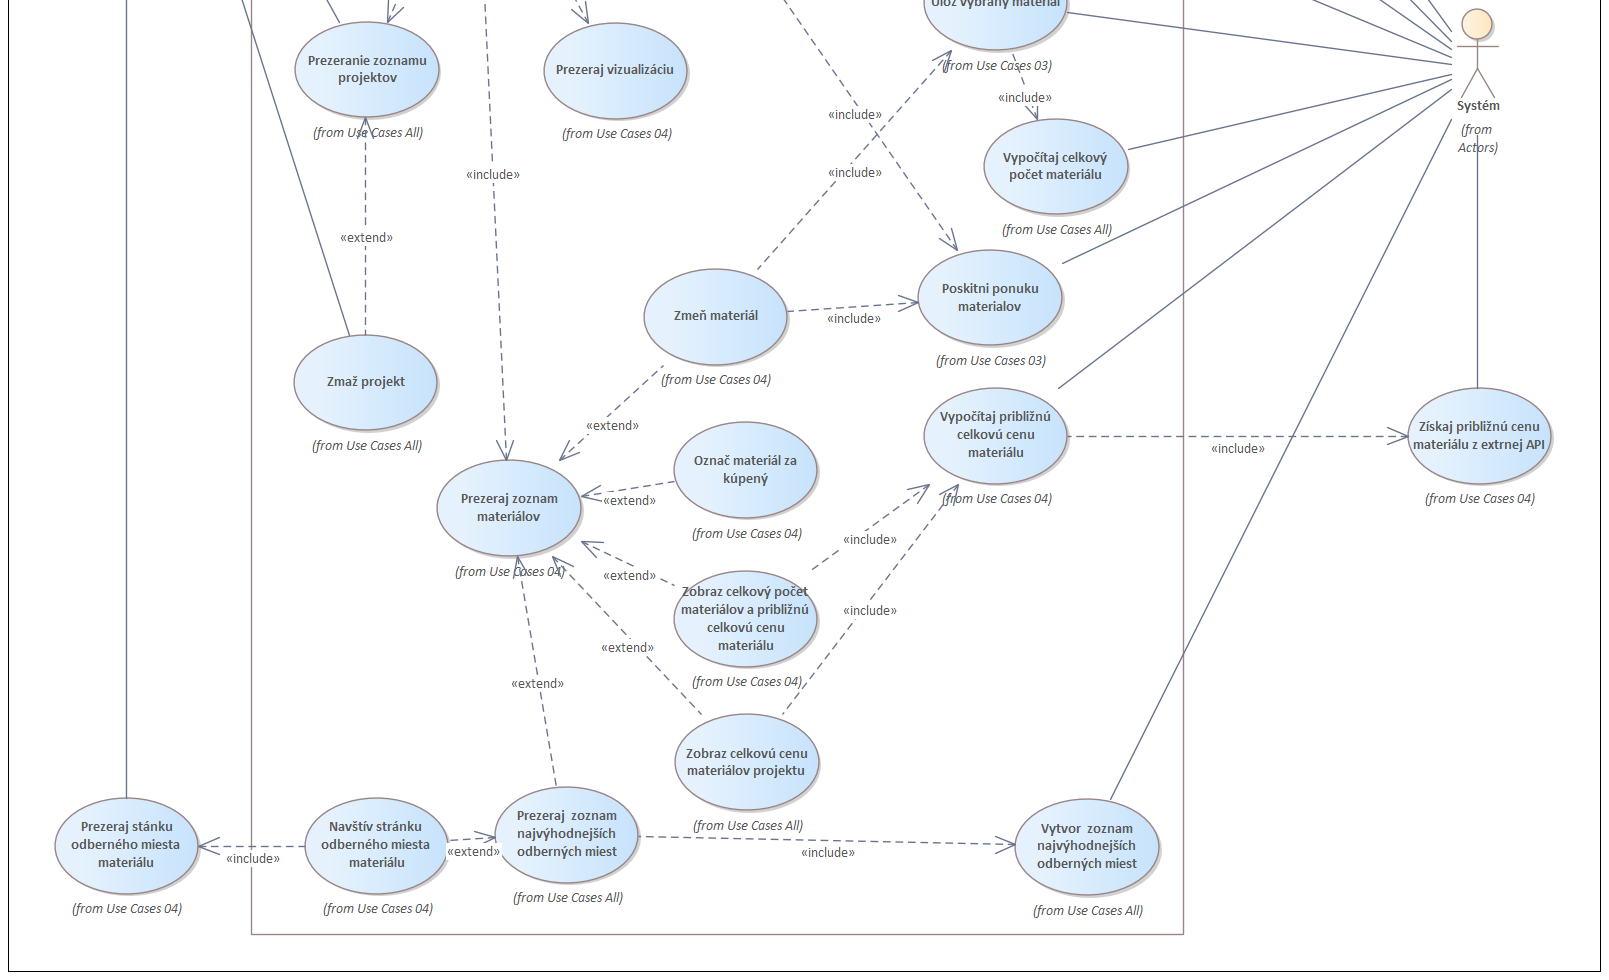 Ulož vybraný materiál
(from Use Cases 03)
Prezeranie zoznamu
projektov
(from Use Cases All)
Prezeraj vizualizáciu
(from Use Cases 04)
«include»
«include»
Vypočítaj celkový
počet materiálu
(from Use Cases All)
Systém
(from
Actors)
«include»
«include»
«extend»
Poskitni ponuku
materialov
(from Use Cases 03)
Zmeň materiál
(from Use Cases 04)
«include»
Zmaž projekt
(from Use Cases All)
«extend»
Vypočítaj približnú
celkovú cenu
materiálu
(from Use Cases 04)
«include»
Získaj približnú cenu
materiálu z extrnej API
(from Use Cases 04)
Označ materiál za
kúpený
(from Use Cases 04)
«extend»
Prezeraj zoznam
materiálov
(from Use Cases 04)
«include»
«extend»
Zobraz celkový počet
materiálov a približnú
celkovú cenu
materiálu
(from Use Cases 04)
«include»
«extend»
«extend»
Zobraz celkovú cenu
materiálov projektu
(from Use Cases All)
Prezeraj stánku
odberného miesta
materiálu
(from Use Cases 04)
«include»
Navštív stránku
odberného miesta
materiálu
(from Use Cases 04)
«extend»
Prezeraj  zoznam
najvýhodnejších
odberných miest
(from Use Cases All)
«include»
Vytvor  zoznam
najvýhodnejších
odberných miest
(from Use Cases All)